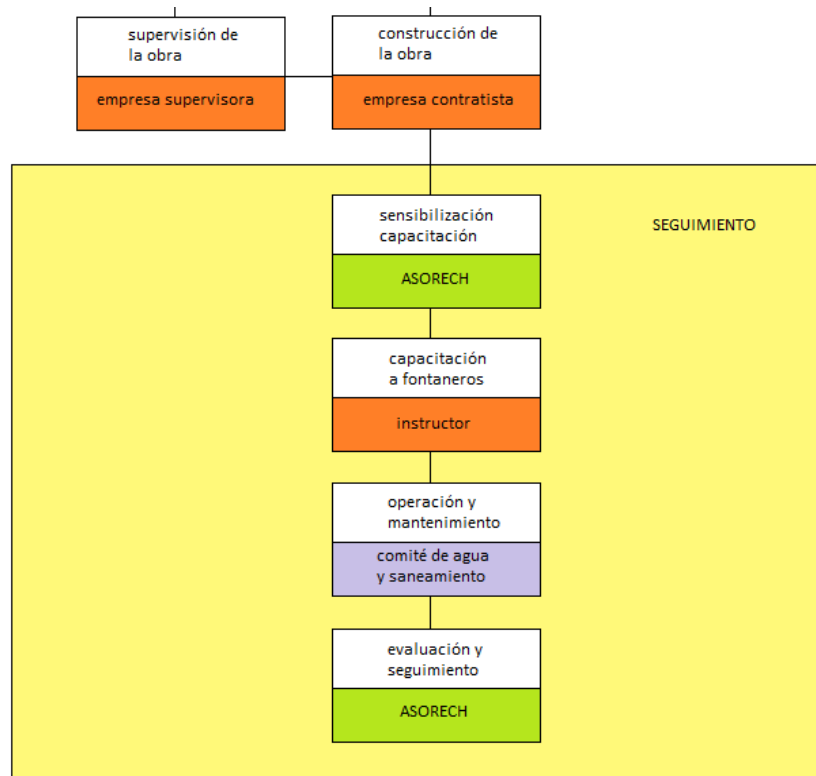 supervisión de
la obra
empresa supervisora
construcción de
la obra
empresa contratista
SEGUIMIENTO
sensibilización
capacitación
ASORECH
capacitación
a fontaneros
instructor
operación y
mantenimiento
comité de agua
y saneamiento
evaluación y
seguimiento
ASORECH